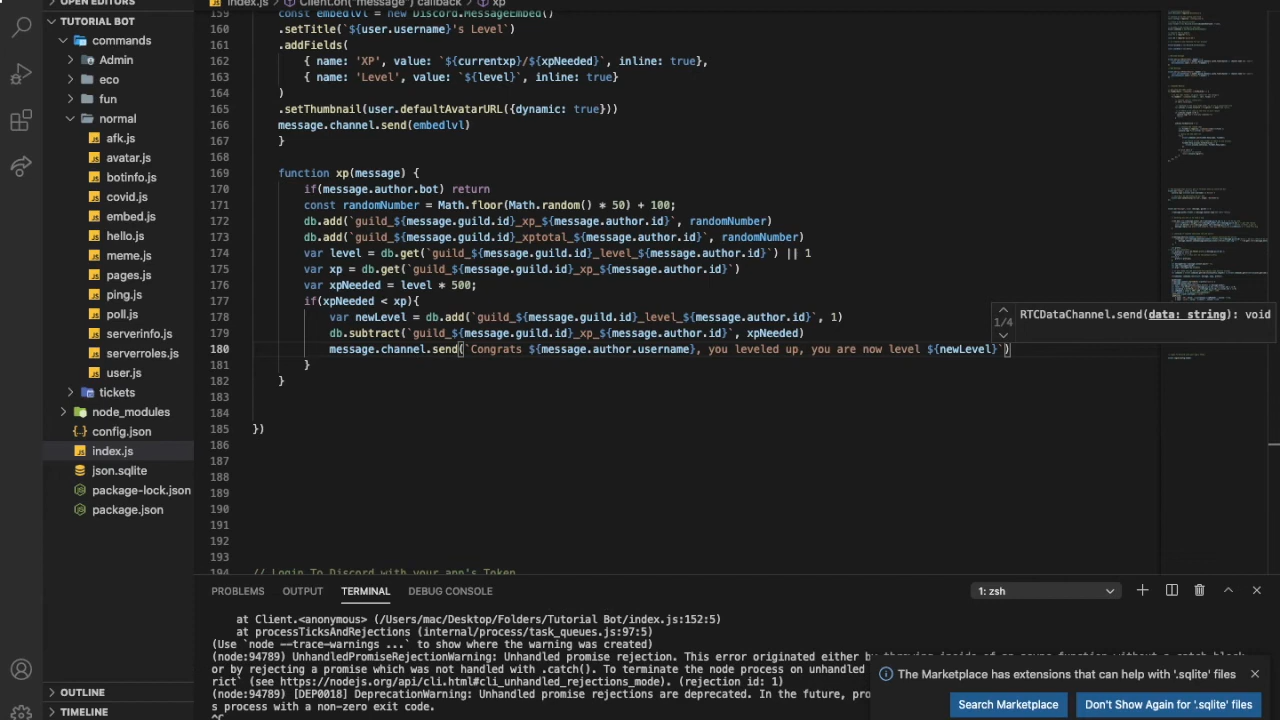 OPEN EDITORS
TUTORIAL BOT
commands
Admin
eco
fun
normal
afk.js
avatar.js
botinfo.js
covid.js
embed.js
hello.js
meme.js
pages.js
ping.js
poll.js
serverinfo.js
serverroles.js
user.js
tickets
node_modules
config.json
index.js
json.sqlite
package-lock.json
package.json
OUTLINE
TIMELINE
index.js > Client.on("message") callback > xp
159 const embedlvl = new Discord.MessageEmbed()
160 .setTitle(`${user.username}'s Level`)
161 .addFields(
162 { name: 'XP', value: `${currentxp}/${xpNeeded}`, inline: true},
163 { name: 'Level', value: `${level}`, inline: true}
164 )
165 .setThumbnail(user.defaultAvatarURL({dynamic: true}))
166 message.channel.send(embedlvl)
167 }
168
169 function xp(message) {
170 if(message.author.bot) return
171 const randomNumber = Math.floor(Math.random() * 50) + 100;
172 db.add(`guild_${message.guild.id}_xp_${message.author.id}`, randomNumber)
173 db.add(`guild_${message.guild.id}_xptotal_${message.author.id}`, randomNumber)
174 var level = db.get(`guild_${message.guild.id}_level_${message.author.id}`) || 1
175 var xp = db.get(`guild_${message.guild.id}_xp_${message.author.id}`)
176 var xpNeeded = level * 500;
177 if(xpNeeded < xp){
178 var newLevel = db.add(`guild_${message.guild.id}_level_${message.author.id}`, 1)
179 db.subtract(`guild_${message.guild.id}_xp_${message.author.id}`, xpNeeded)
180 message.channel.send(`Congrats ${message.author.username}, you leveled up, you are now level ${newLevel}`)
181 }
182 }
183
184
185 })
186
187
188
189
190
191
192
193
194 // Login To Discord with your app's Token
1/4 RTCDataChannel.send(data: string): void
PROBLEMS OUTPUT TERMINAL DEBUG CONSOLE 1: zsh
at Client.<anonymous> (/Users/mac/Desktop/Folders/Tutorial Bot/index.js:152:5)
at processTicksAndRejections (internal/process/task_queues.js:97:5)
(Use `node --trace-warnings ...` to show where the warning was created)
(node:94789) UnhandledPromiseRejectionWarning: Unhandled promise rejection. This error originated either by throwing inside of an async function without a catch block,
or by rejecting a promise which was not handled with .catch(). To terminate the node process on unhandled
rict` (see https://nodejs.org/api/cli.html#cli_unhandled_rejections_mode). (rejection id: 1)
(node:94789) [DEP0018] DeprecationWarning: Unhandled promise rejections are deprecated. In the future, pro
s process with a non-zero exit code.
^C
The Marketplace has extensions that can help with '.sqlite' files
Search Marketplace
Don't Show Again for '.sqlite' files